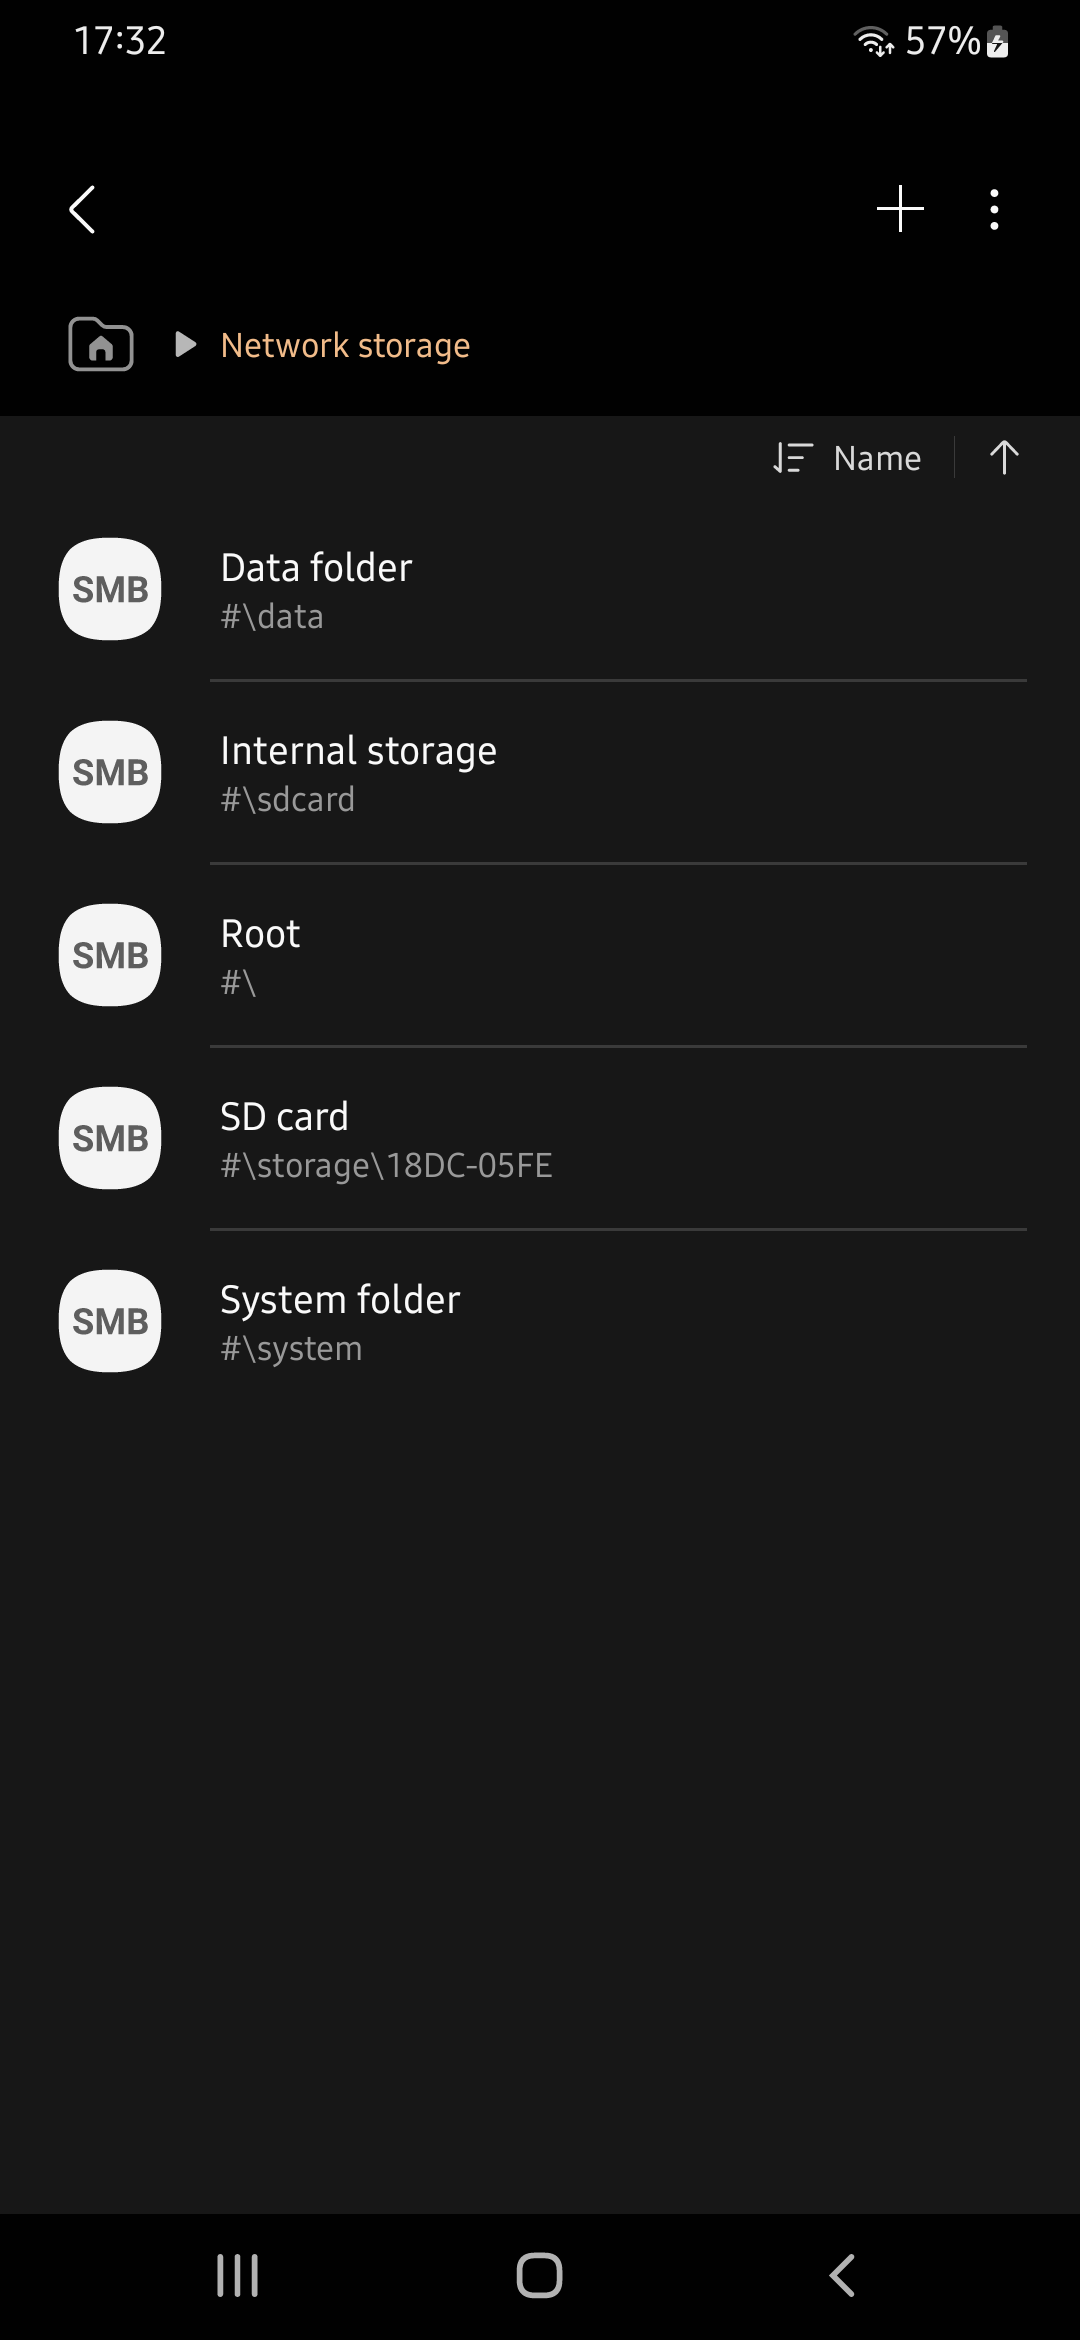 17:32
57%
Network storage
Name
SMB
Data folder
#\data
SMB
Internal storage
#\sdcard
SMB
Root
#\
SMB
SD card
#\storage\18DC-05FE
SMB
System folder
#\system